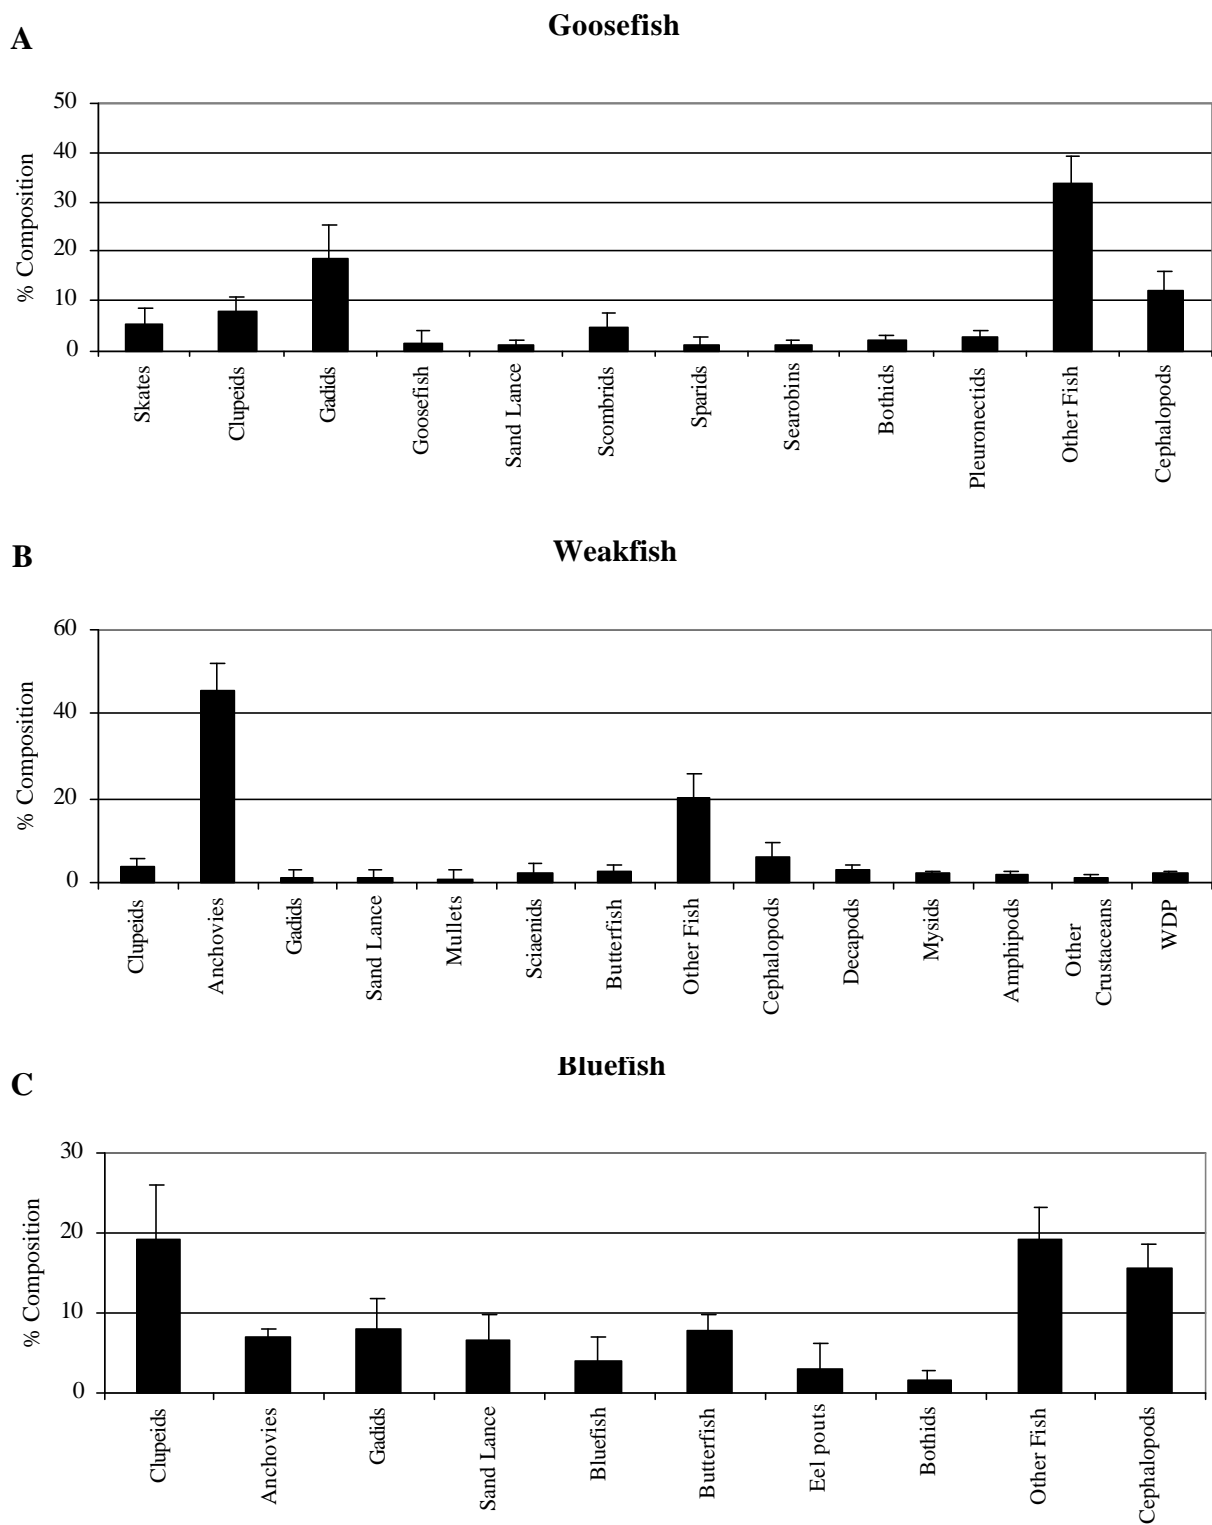 A
Goosefish
50
40
30
20
10
0
% Composition
Skates
Clupeids
Gadids
Goosefish
Sand Lance
Scombrids
Sparids
Searobins
Bothids
Pleuronectids
Other Fish
Cephalopods
B
Weakfish
60
40
20
0
% Composition
Clupeids
Anchovies
Gadids
Sand Lance
Mullets
Sciaenids
Butterfish
Other Fish
Cephalopods
Decapods
Mysids
Amphipods
Other
Crustaceans
WDP
C
Bluefish
30
20
10
0
% Composition
Clupeids
Anchovies
Gadids
Sand Lance
Bluefish
Butterfish
Eel pouts
Bothids
Other Fish
Cephalopods